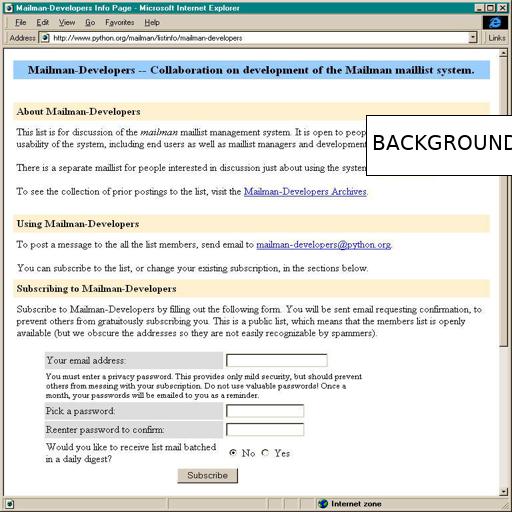 Mailman-Developers Info Page - Microsoft Internet Explorer
File Edit View Go Favorites Help
Address http://www.python.org/mailman/listinfo/mailman-developers Links
Mailman-Developers -- Collaboration on development of the Mailman maillist system.
About Mailman-Developers
This list is for discussion of the mailman maillist management system. It is open to
usability of the system, including end users as well as maillist managers and
BACKGROUND
There is a separate maillist for people interested in discussion just about using the
To see the collection of prior postings to the list, visit the Mailman-Developers Archives.
Using Mailman-Developers
To post a message to the all the list members, send email to mailman-developers@python.org.
You can subscribe to the list, or change your existing subscription, in the sections below.
Subscribing to Mailman-Developers
Subscribe to Mailman-Developers by filling out the following form. You will be sent email requesting confirmation, to
prevent others from gratuitously subscribing you. This is a public list, which means that the members list is openly
available (but we obscure the addresses so they are not easily recognizable by spammers).
Your email address:
You must enter a privacy password. This provides only mild security, but should prevent
others from messing with your subscription. Do not use valuable passwords! Once a
month, your passwords will be emailed to you as a reminder.
Pick a password:
Reenter password to confirm:
Would you like to receive list mail batched
in a daily digest?
No Yes
Subscribe
Internet zone